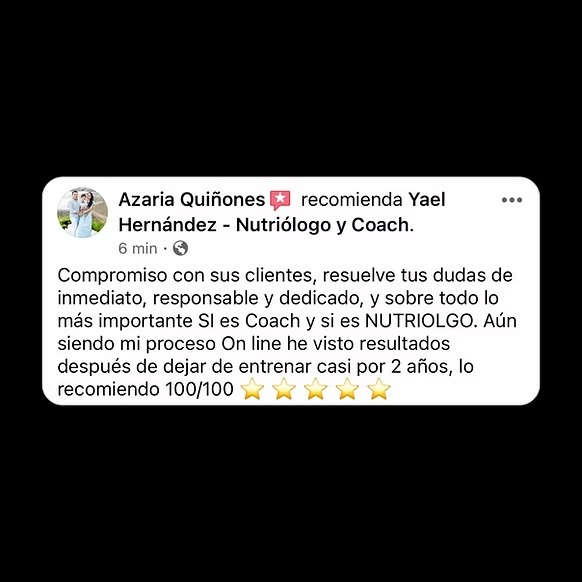 Azaria Quiñones recomienda Yael
Hernández - Nutriólogo y Coach.
6 min ·
Compromiso con sus clientes, resuelve tus dudas de
inmediato, responsable y dedicado, y sobre todo lo
más importante SI es Coach y si es NUTRIOLGO. Aún
siendo mi proceso On line he visto resultados
después de dejar de entrenar casi por 2 años, lo
recomiendo 100/100 ⭐⭐⭐⭐⭐